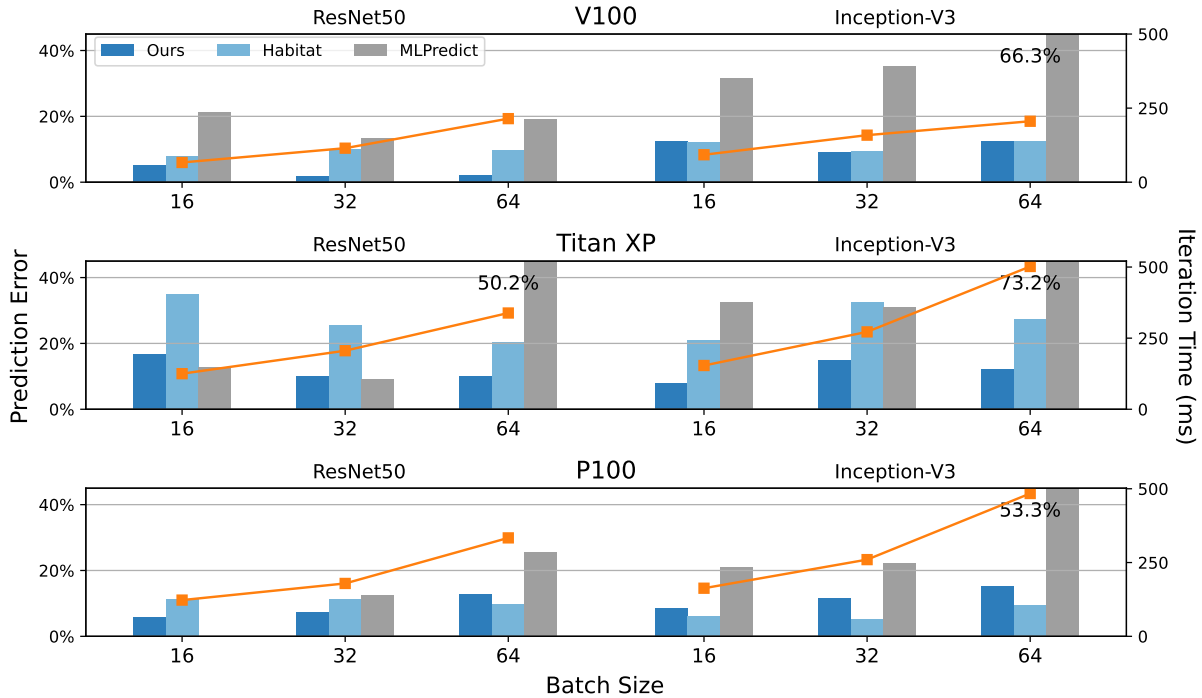 ResNet50 V100 Inception-V3
Ours Habitat MLPredict
40% 20% 0%
66.3%
500 250 0
16 32 64 16 32 64
ResNet50 Titan XP Inception-V3
40% 20% 0%
50.2% 73.2%
500 250 0
16 32 64 16 32 64
Prediction Error
Iteration Time (ms)
ResNet50 P100 Inception-V3
40% 20% 0%
53.3%
500 250 0
16 32 64 16 32 64
Batch Size